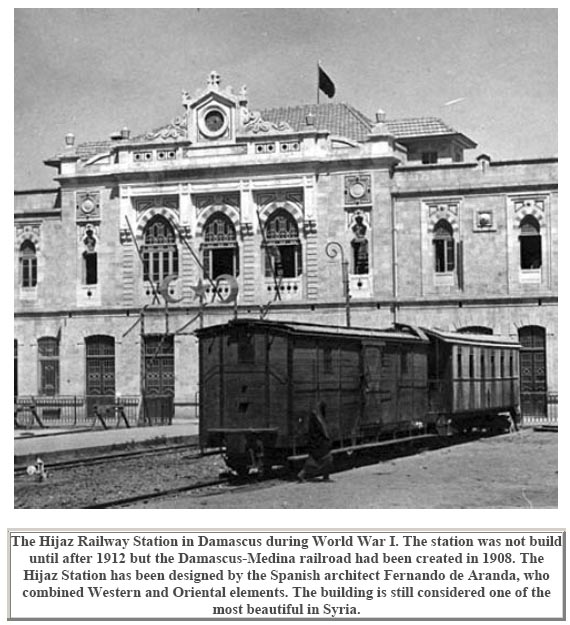 The Hijaz Railway Station in Damascus during World War I. The station was not build
until after 1912 but the Damascus-Medina railroad had been created in 1908. The
Hijaz Station has been designed by the Spanish architect Fernando de Aranda, who
combined Western and Oriental elements. The building is still considered one of the
most beautiful in Syria.